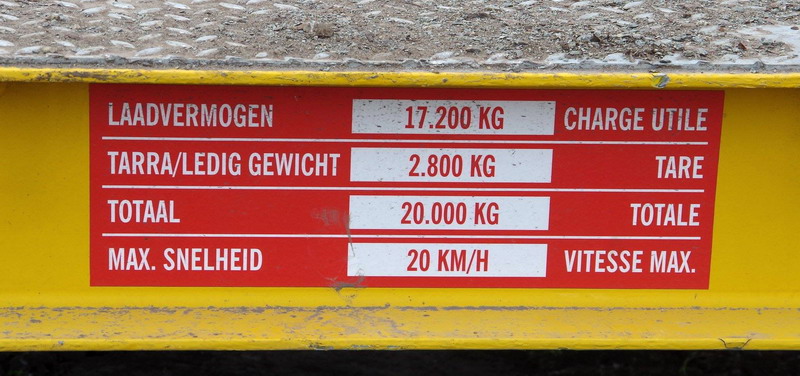 LAADVERMOGEN 17.200 KG CHARGE UTILE
TARRA/LEDIG GEWICHT 2.800 KG TARE
TOTAAL 20.000 KG TOTALE
MAX. SNELHEID 20 KM/H VITESSE MAX.